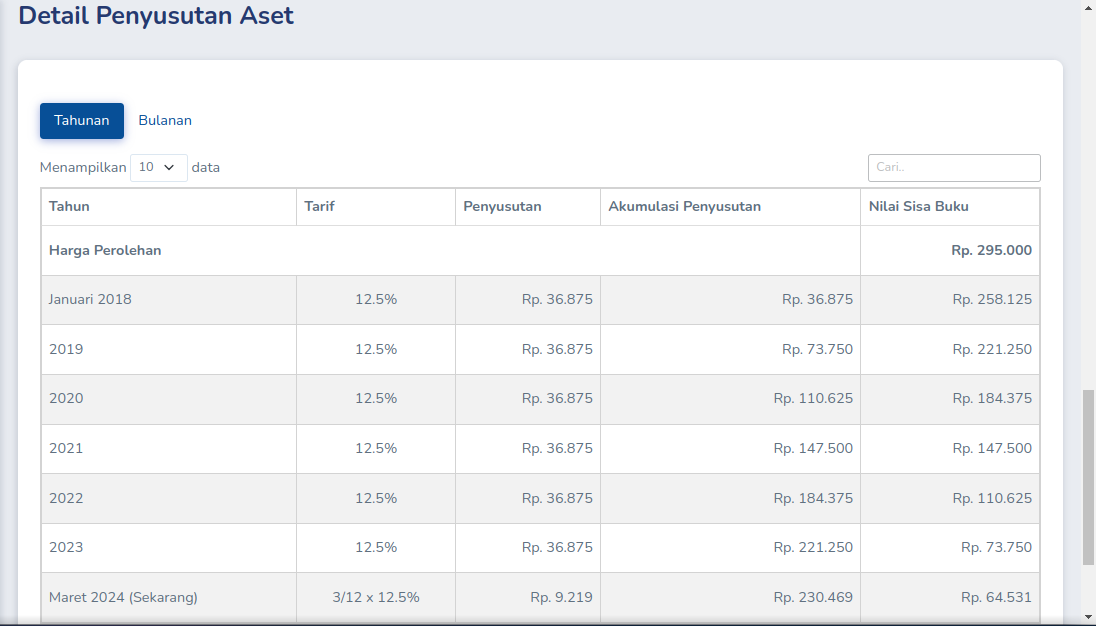 Detail Penyusutan Aset
Tahunan Bulanan
Menampilkan 10 data Cari..
Tahun Tarif Penyusutan Akumulasi Penyusutan Nilai Sisa Buku
Harga Perolehan Rp. 295.000
Januari 2018 12.5% Rp. 36.875 Rp. 36.875 Rp. 258.125
2019 12.5% Rp. 36.875 Rp. 73.750 Rp. 221.250
2020 12.5% Rp. 36.875 Rp. 110.625 Rp. 184.375
2021 12.5% Rp. 36.875 Rp. 147.500 Rp. 147.500
2022 12.5% Rp. 36.875 Rp. 184.375 Rp. 110.625
2023 12.5% Rp. 36.875 Rp. 221.250 Rp. 73.750
Maret 2024 (Sekarang) 3/12 x 12.5% Rp. 9.219 Rp. 230.469 Rp. 64.531